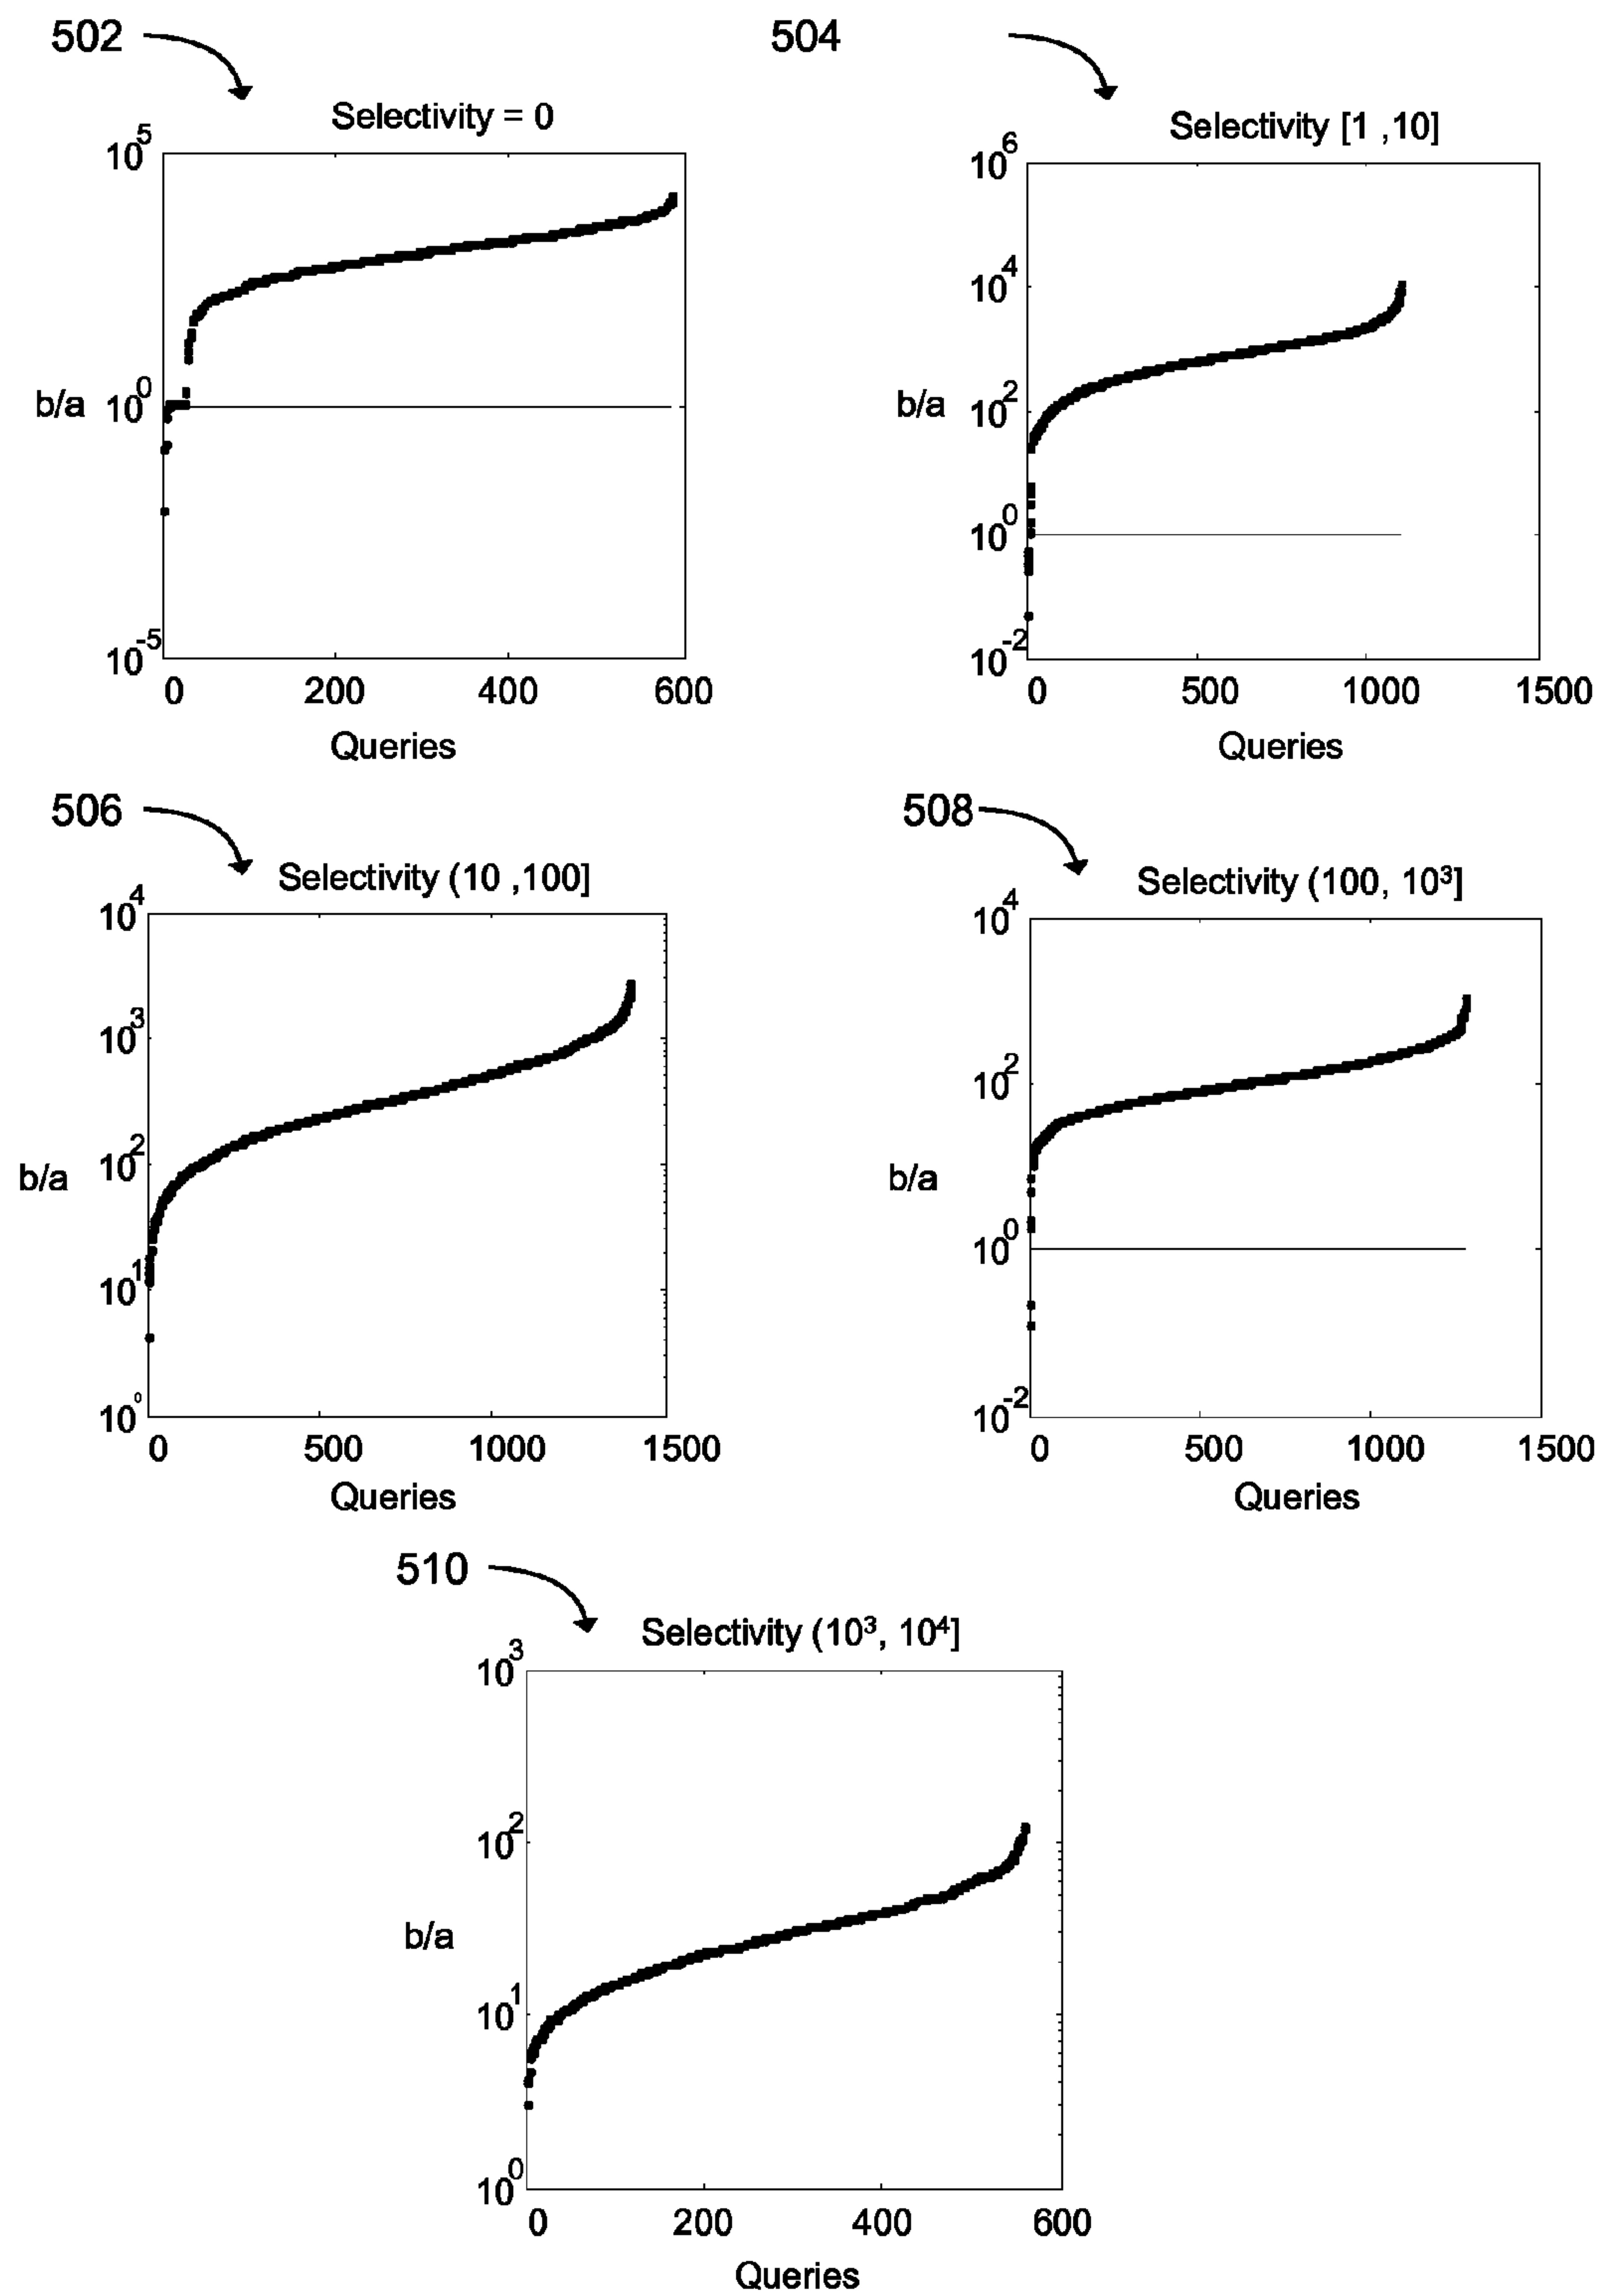 502
504
Selectivity = 0
Selectivity [1 ,10]
10^5
10^0
10^-5
b/a
0 200 400 600
Queries
10^6
10^4
10^2
10^0
10^-2
b/a
0 500 1000 1500
Queries
506
508
Selectivity (10 ,100]
Selectivity (100, 10³]
10^4
10^3
10^2
10^1
10^0
b/a
0 500 1000 1500
Queries
10^4
10^2
10^0
10^-2
b/a
0 500 1000 1500
Queries
510
Selectivity (10³, 10⁴]
10^3
10^2
10^1
10^0
b/a
0 200 400 600
Queries